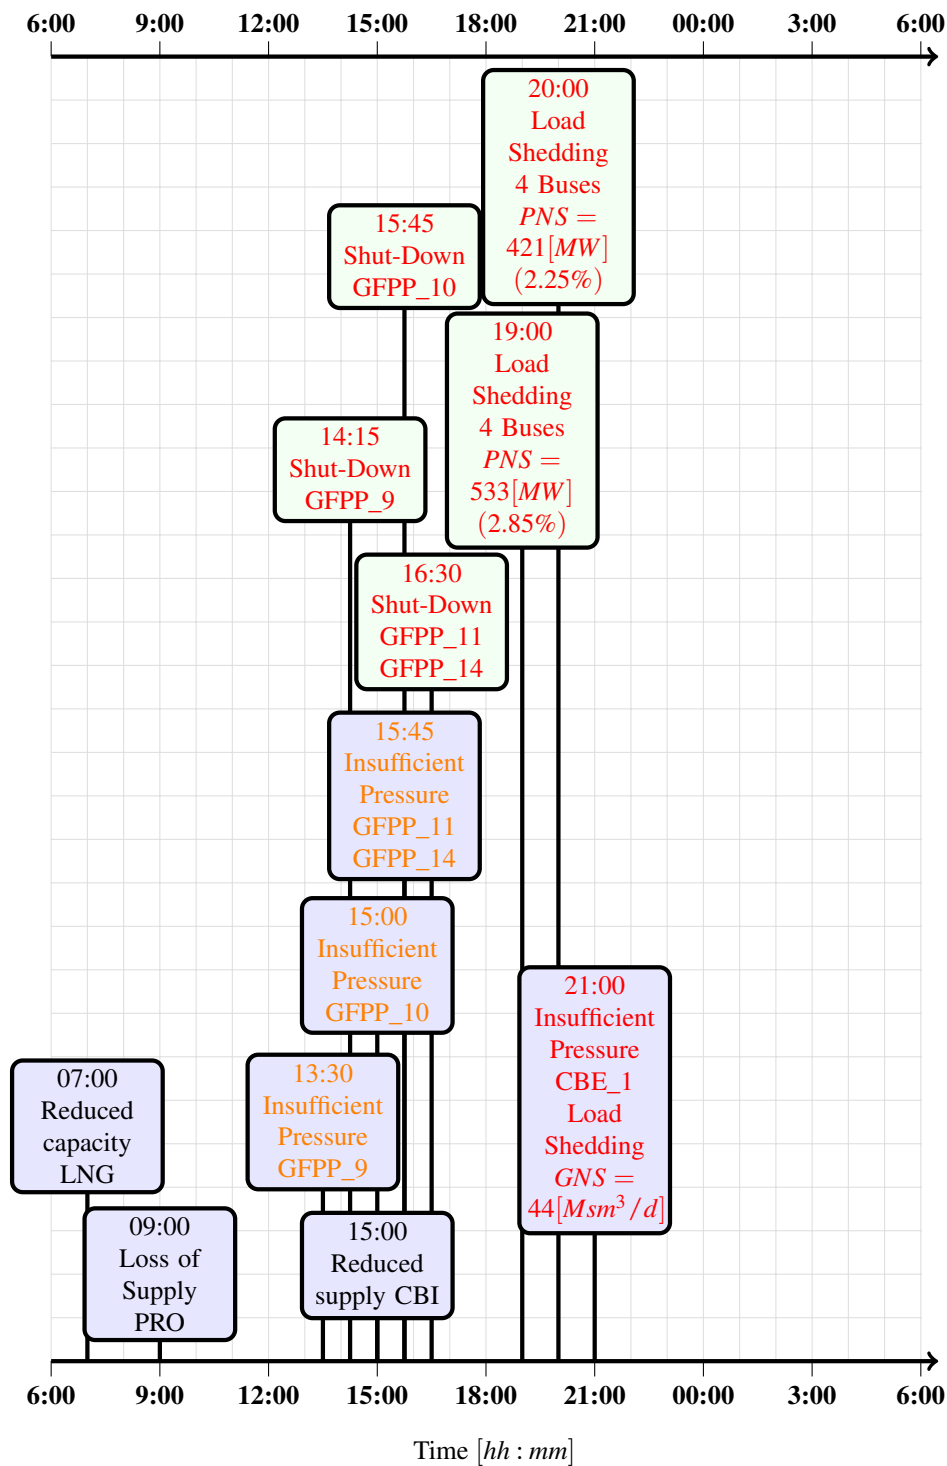 6:00 9:00 12:00 15:00 18:00 21:00 00:00 3:00 6:00
20:00
Load
Shedding
4 Buses
PNS =
421[MW]
(2.25%)
15:45
Shut-Down
GFPP_10
19:00
Load
Shedding
4 Buses
PNS =
533[MW]
(2.85%)
14:15
Shut-Down
GFPP_9
16:30
Shut-Down
GFPP_11
GFPP_14
15:45
Insufficient
Pressure
GFPP_11
GFPP_14
15:00
Insufficient
Pressure
GFPP_10
21:00
Insufficient
Pressure
CBE_1
Load
Shedding
GNS =
44[Msm³/d]
13:30
Insufficient
Pressure
GFPP_9
07:00
Reduced
capacity
LNG
09:00
Loss of
Supply
PRO
15:00
Reduced
supply CBI
6:00 9:00 12:00 15:00 18:00 21:00 00:00 3:00 6:00
Time [hh : mm]